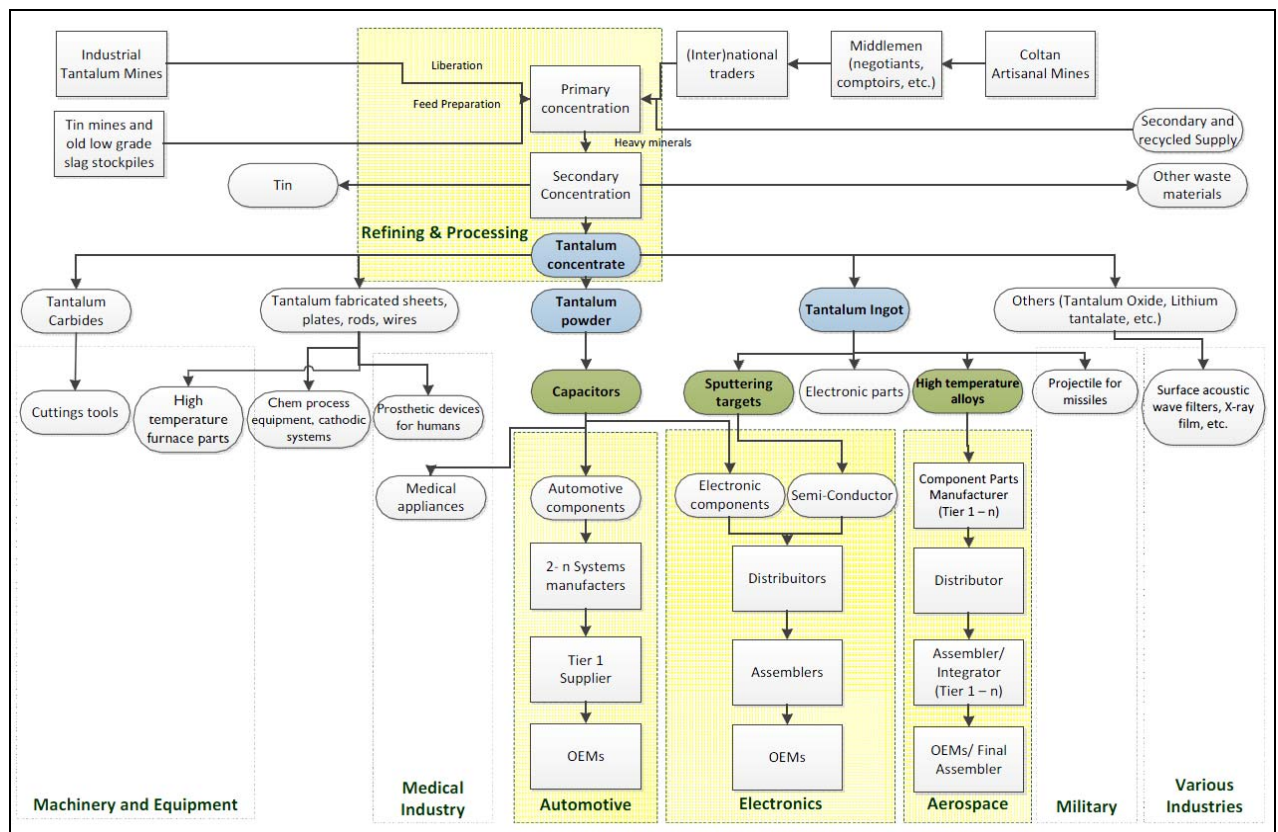 Industrial
Tantalum Mines
Liberation
Feed Preparation
Primary
concentration
(Inter)national
traders
Middlemen
(negotiants,
comptoirs, etc.)
Coltan
Artisanal Mines
Tin mines and
old low grade
slag stockpiles
Heavy minerals
Secondary and
recycled Supply
Tin
Secondary
Concentration
Other waste
materials
Refining & Processing
Tantalum
concentrate
Tantalum
Carbides
Tantalum fabricated sheets,
plates, rods, wires
Tantalum
powder
Tantalum Ingot
Others (Tantalum Oxide, Lithium
tantalate, etc.)
Cuttings tools
High
temperature
furnace parts
Chem process
equipment, cathodic
systems
Prosthetic devices
for humans
Capacitors
Sputtering
targets
Electronic parts
High temperature
alloys
Projectile for
missiles
Surface acoustic
wave filters, X-ray
film, etc.
Medical
appliances
Automotive
components
Electronic
components
Semi-Conductor
Component Parts
Manufacturer
(Tier 1 – n)
2- n Systems
manufacters
Distribuitors
Distributor
Tier 1
Supplier
Assemblers
Assembler/
Integrator
(Tier 1 – n)
OEMs
OEMs
OEMs/ Final
Assembler
Machinery and Equipment
Medical
Industry
Automotive
Electronics
Aerospace
Military
Various
Industries